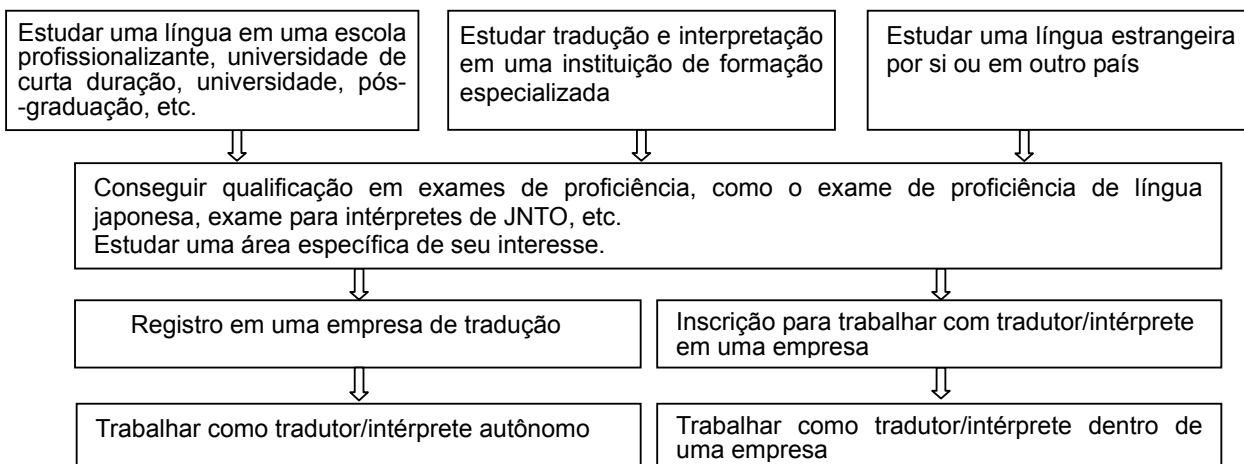 Estudar uma língua em uma escola
profissionalizante, universidade de
curta duração, universidade, pós-
-graduação, etc.
Estudar tradução e interpretação
em uma instituição de formação
especializada
Estudar uma língua estrangeira
por si ou em outro país
Conseguir qualificação em exames de proficiência, como o exame de proficiência de língua
japonesa, exame para intérpretes de JNTO, etc.
Estudar uma área específica de seu interesse.
Registro em uma empresa de tradução
Inscrição para trabalhar com tradutor/intérprete
em uma empresa
Trabalhar como tradutor/intérprete autônomo
Trabalhar como tradutor/intérprete dentro de
uma empresa